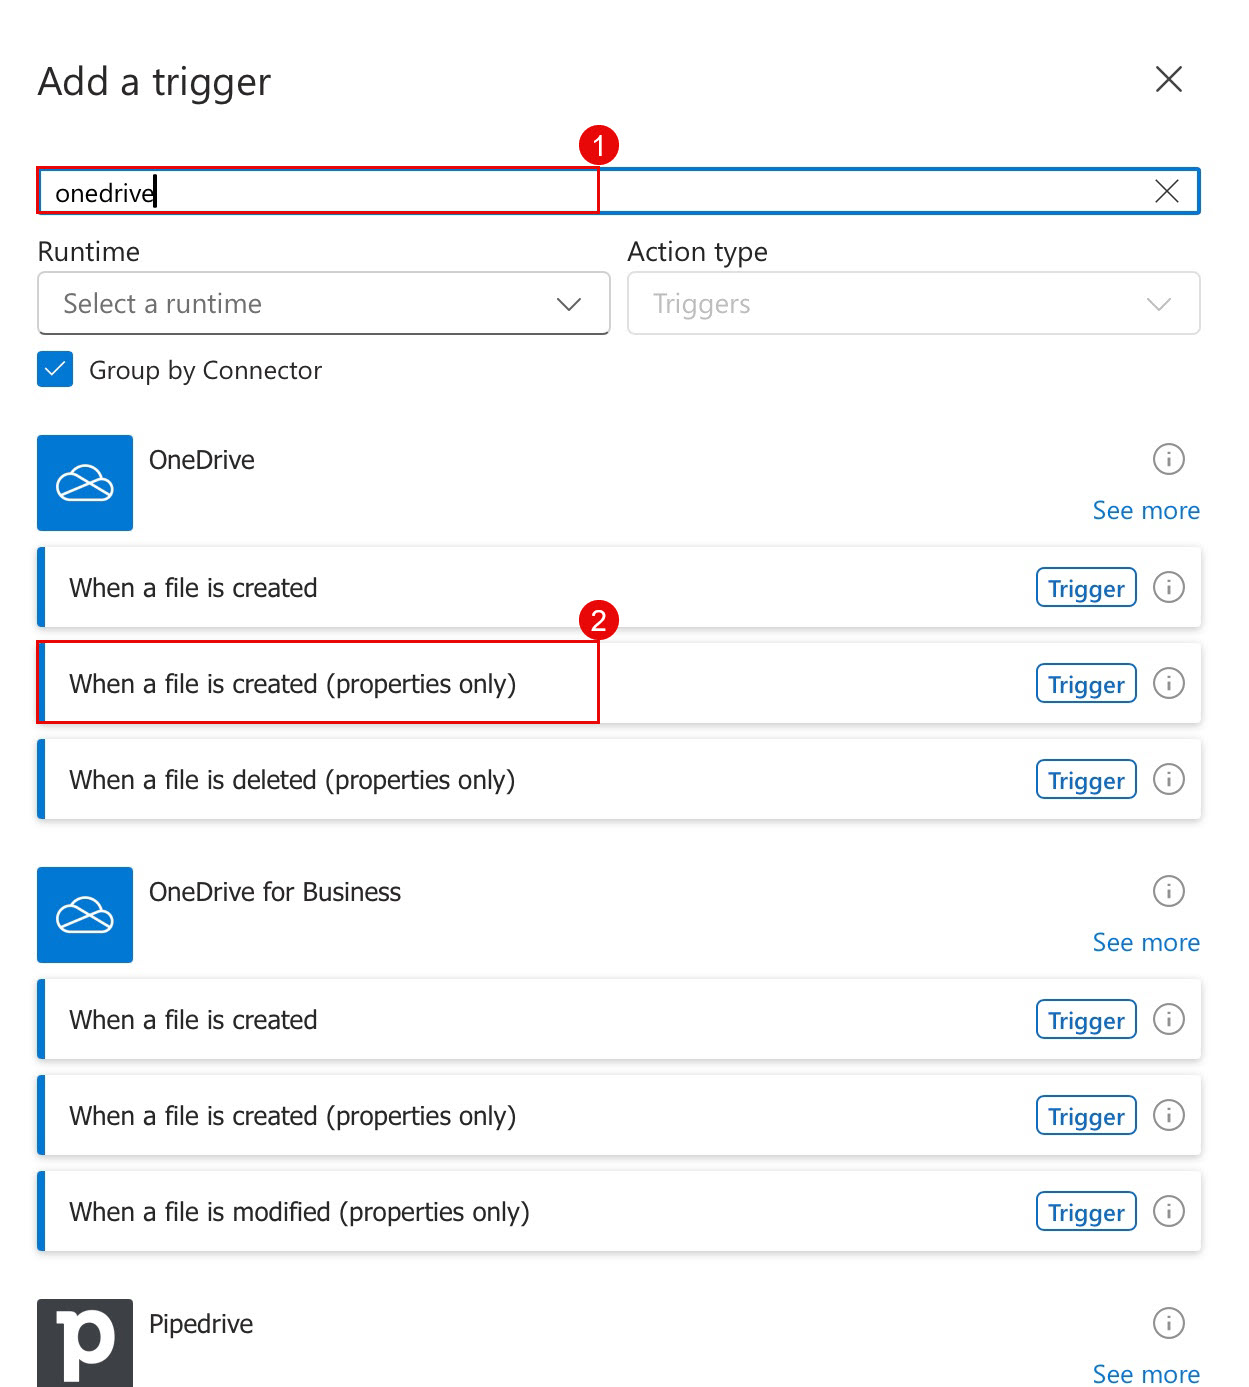 Add a trigger
1
onedrive
Runtime
Action type
Select a runtime
Triggers
Group by Connector
OneDrive
See more
When a file is created
Trigger
2
When a file is created (properties only)
Trigger
When a file is deleted (properties only)
Trigger
OneDrive for Business
See more
When a file is created
Trigger
When a file is created (properties only)
Trigger
When a file is modified (properties only)
Trigger
p
Pipedrive
See more